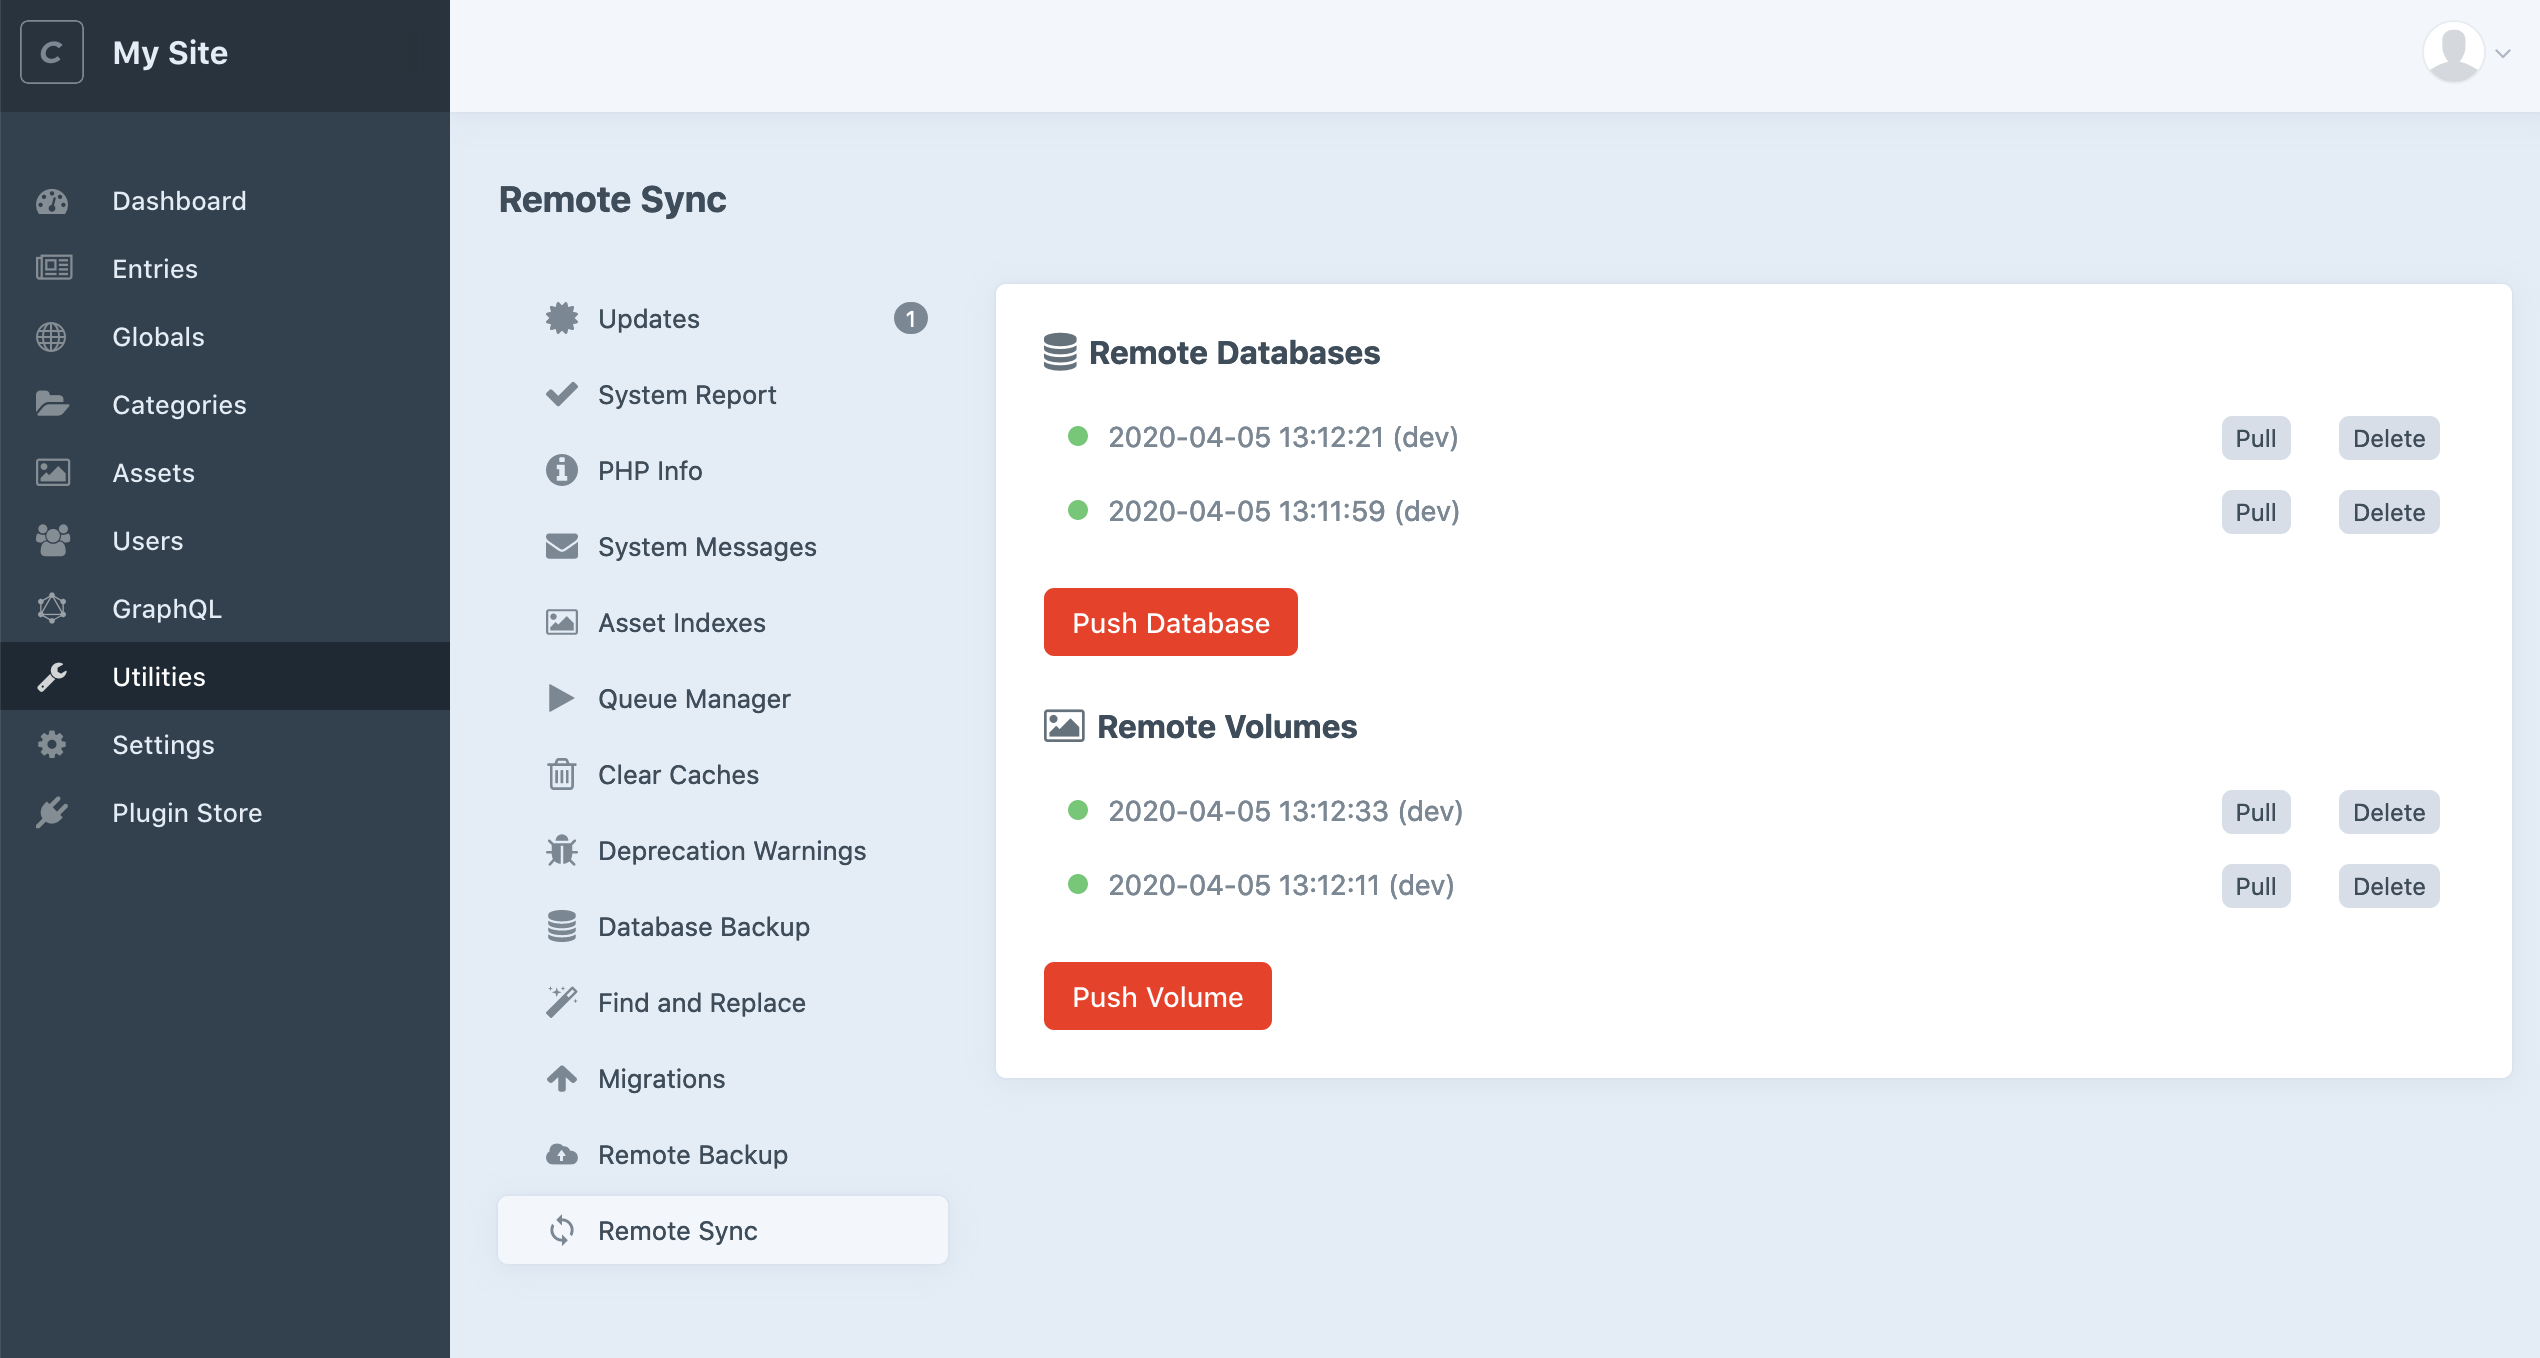 C
My Site
Dashboard
Entries
Globals
Categories
Assets
Users
GraphQL
Utilities
Settings
Plugin Store
Remote Sync
Updates 1
System Report
PHP Info
System Messages
Asset Indexes
Queue Manager
Clear Caches
Deprecation Warnings
Database Backup
Find and Replace
Migrations
Remote Backup
Remote Sync
Remote Databases
2020-04-05 13:12:21 (dev) Pull Delete
2020-04-05 13:11:59 (dev) Pull Delete
Push Database
Remote Volumes
2020-04-05 13:12:33 (dev) Pull Delete
2020-04-05 13:12:11 (dev) Pull Delete
Push Volume